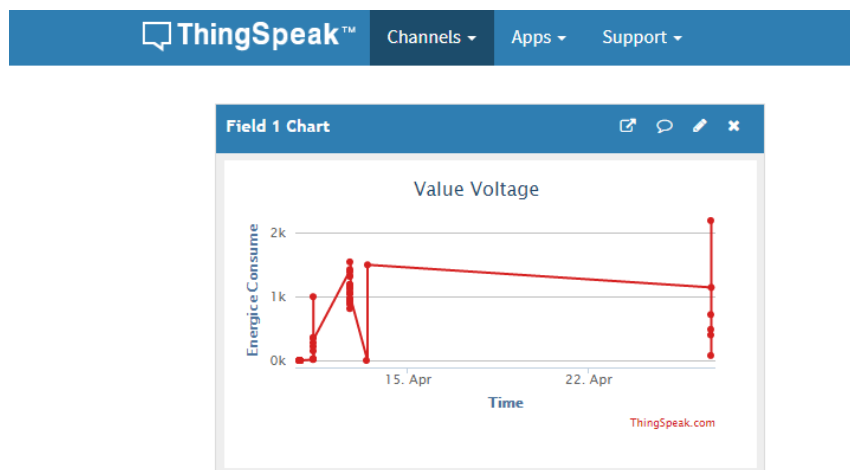 ThingSpeak™ Channels Apps Support
Field 1 Chart
Value Voltage
Energice Consume
2k
1k
0k
15. Apr 22. Apr
Time
ThingSpeak.com